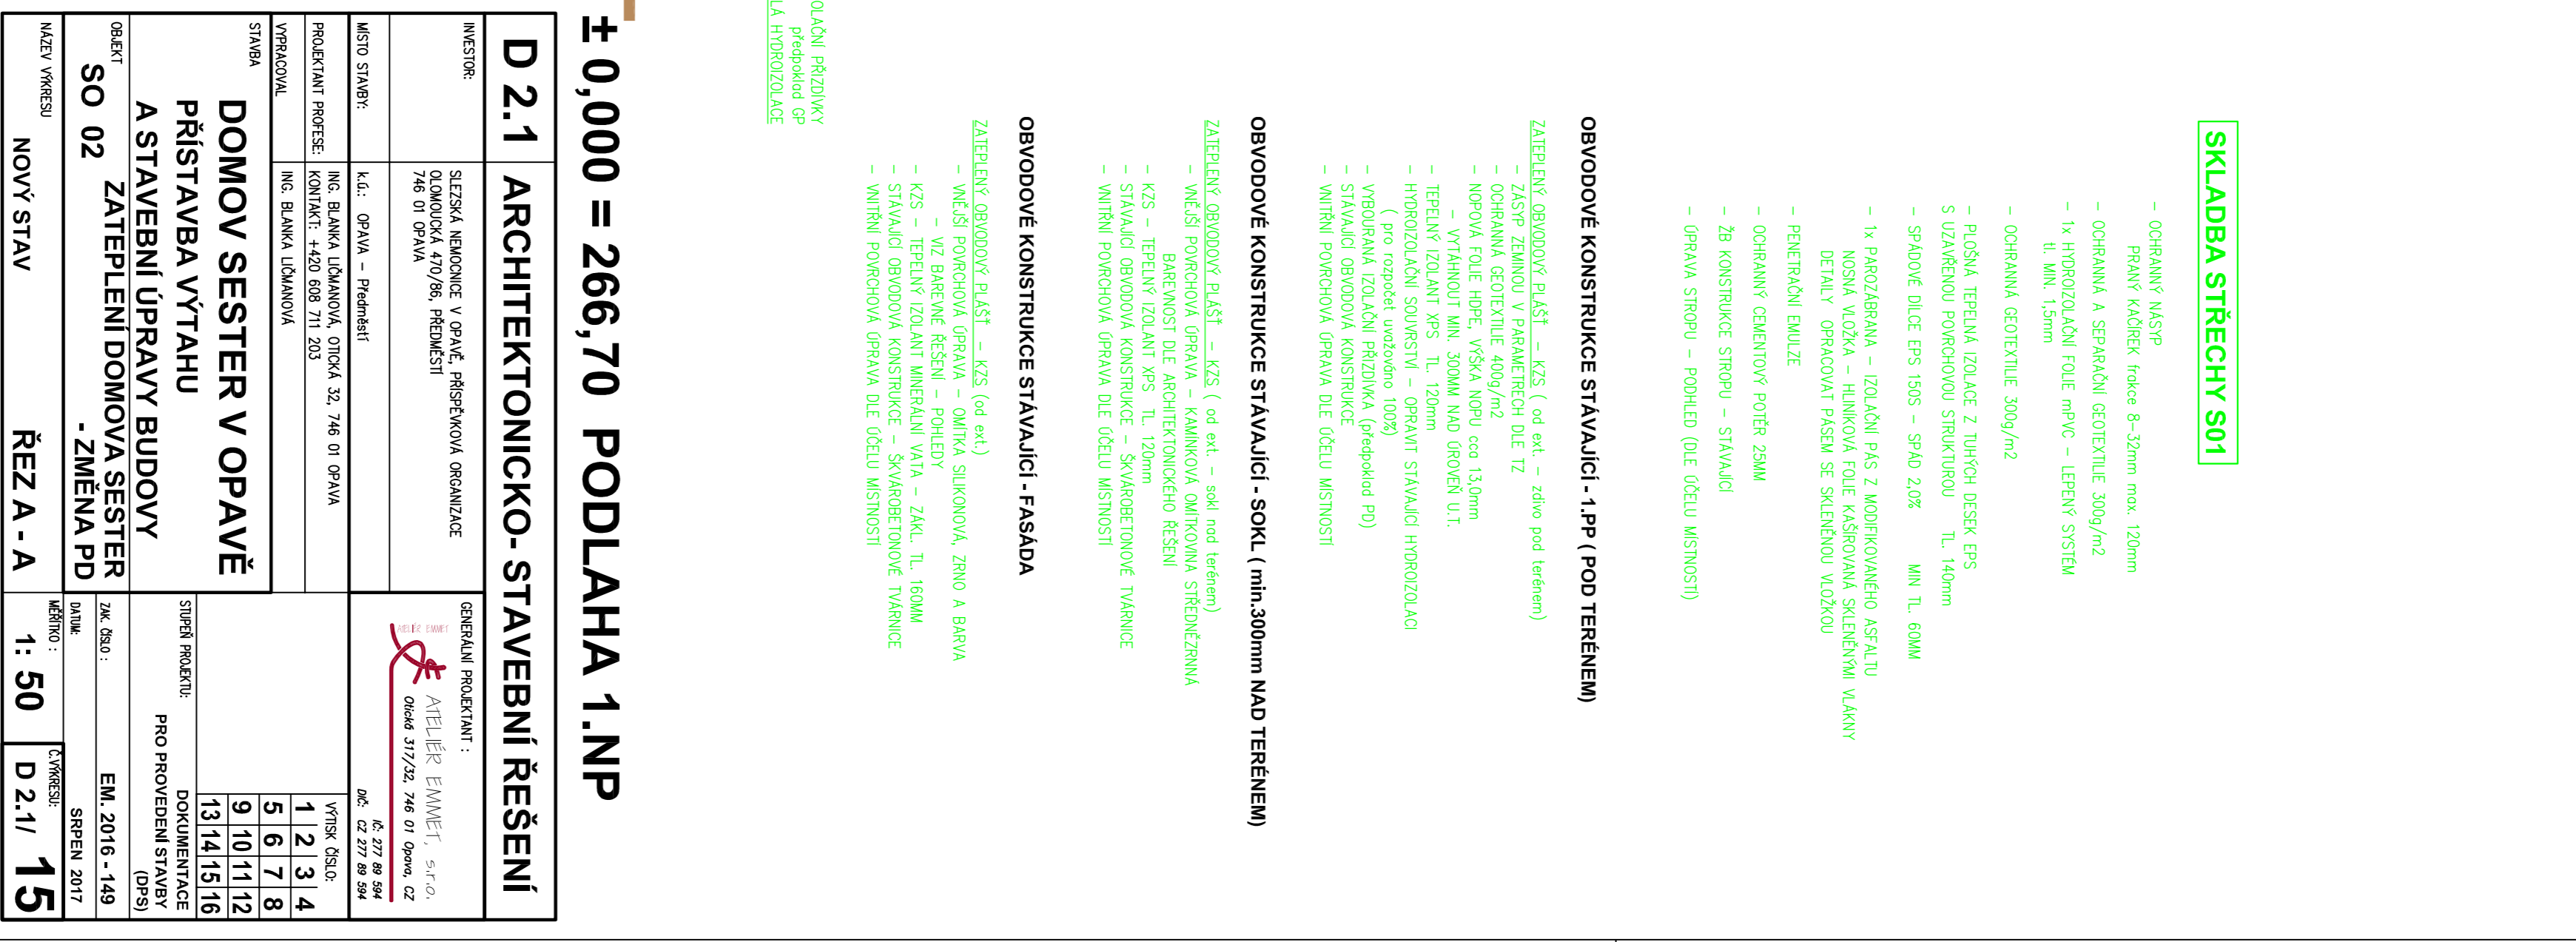 SKLADBA STŘECHY S01
– OCHRANNÝ NÁSYP
PRANÝ KAČÍREK frakce 8–32mm max. 120mm
– OCHRANNÁ A SEPARAČNÍ GEOTEXTILIE 300g/m2
– 1x HYDROIZOLAČNÍ FOLIE mPVC – LEPENÝ SYSTÉM
tl. MIN. 1,5mm
– OCHRANNÁ GEOTEXTILIE 300g/m2
– PLOŠNÁ TEPELNÁ IZOLACE Z TUHÝCH DESEK EPS
S UZAVŘENOU POVRCHOVOU STRUKTUROU TL. 140mm
– SPÁDOVÉ DÍLCE EPS 150S – SPÁD 2,0% MIN TL. 60MM
– 1x PAROZÁBRANA – IZOLAČNÍ PÁS Z MODIFIKOVANÉHO ASFALTU
NOSNÁ VLOŽKA – HLINÍKOVÁ FOLIE KAŠÍROVANÁ SKLENĚNÝMI VLÁKNY
DETAILY OPRACOVAT PÁSEM SE SKLENĚNOU VLOŽKOU
– PENETRAČNÍ EMULZE
– OCHRANNÝ CEMENTOVÝ POTĚR 25MM
– ŽB KONSTRUKCE STROPU – STÁVAJÍCÍ
– ÚPRAVA STROPU – PODHLED (DLE ÚČELU MÍSTNOSTÍ)
OBVODOVÉ KONSTRUKCE STÁVAJÍCÍ - 1.PP ( POD TERÉNEM)
ZATEPLENÝ OBVODOVÝ PLÁŠŤ – KZS ( od ext. – zdivo pod terénem)
– ZÁSYP ZEMINOU V PARAMETRECH DLE TZ
– OCHRANNÁ GEOTEXTILIE 400g/m2
– NOPOVÁ FOLIE HDPE, VÝŠKA NOPU cca 13,0mm
– VYTÁHNOUT MIN. 300MM NAD ÚROVEŇ U.T.
– TEPELNÝ IZOLANT XPS TL. 120mm
– HYDROIZOLAČNÍ SOUVRSTVÍ – OPRAVIT STÁVAJÍCÍ HYDROIZOLACI
– VYBOURANÁ IZOLAČNÍ PŘIZDÍVKA (předpoklad PD)
( pro rozpočet uvažováno 100%)
– STÁVAJÍCÍ OBVODOVÁ KONSTRUKCE
– VNITŘNÍ POVRCHOVÁ ÚPRAVA DLE ÚČELU MÍSTNOSTÍ
OBVODOVÉ KONSTRUKCE STÁVAJÍCÍ - SOKL ( min.300mm NAD TERÉNEM)
ZATEPLENÝ OBVODOVÝ PLÁŠŤ – KZS ( od ext. – sokl nad terénem)
– VNĚJŠÍ POVRCHOVÁ ÚPRAVA – KAMÍNKOVÁ OMÍTKOVINA STŘEDNĚZRNNÁ
BAREVNOST DLE ARCHITEKTONICKÉHO ŘEŠENÍ
– KZS – TEPELNÝ IZOLANT XPS TL. 120mm
– STÁVAJÍCÍ OBVODOVÁ KONSTRUKCE – ŠKVÁROBETONOVÉ TVÁRNICE
– VNITŘNÍ POVRCHOVÁ ÚPRAVA DLE ÚČELU MÍSTNOSTÍ
OBVODOVÉ KONSTRUKCE STÁVAJÍCÍ - FASÁDA
ZATEPLENÝ OBVODOVÝ PLÁŠŤ – KZS (od ext.)
– VNĚJŠÍ POVRCHOVÁ ÚPRAVA – OMÍTKA SILIKONOVÁ, ZRNO A BARVA
– VIZ BAREVNÉ ŘEŠENÍ – POHLEDY
– KZS – TEPELNÝ IZOLANT MINERÁLNÍ VATA – ZÁKL. TL. 160MM
– STÁVAJÍCÍ OBVODOVÁ KONSTRUKCE – ŠKVÁROBETONOVÉ TVÁRNICE
– VNITŘNÍ POVRCHOVÁ ÚPRAVA DLE ÚČELU MÍSTNOSTÍ
OLAČNÍ PŘIZDÍVKY
předpoklad GP
LÁ HYDROIZOLACE
± 0,000 = 266,70 PODLAHA 1.NP
D 2.1 ARCHITEKTONICKO- STAVEBNÍ ŘEŠENÍ
INVESTOR:
SLEZSKÁ NEMOCNICE V OPAVĚ, PŘÍSPĚVKOVÁ ORGANIZACE
OLOMOUCKÁ 470/86, PŘEDMĚSTÍ
746 01 OPAVA
GENERÁLNÍ PROJEKTANT :
ATELIÉR EMMET
ATELIÉR EMMET, s.r.o.
Otická 317/32, 746 01 Opava, CZ
IČ: 277 89 594
DIČ: CZ 277 89 594
MÍSTO STAVBY: k.ú.: OPAVA – Předměstí
PROJEKTANT PROFESE: ING. BLANKA LIČMANOVÁ, OTICKÁ 32, 746 01 OPAVA
KONTAKT: +420 608 711 203
VYPRACOVAL ING. BLANKA LIČMANOVÁ
VÝTISK ČÍSLO:
1 2 3 4
5 6 7 8
9 10 11 12
13 14 15 16
STAVBA
DOMOV SESTER V OPAVĚ
PŘÍSTAVBA VÝTAHU
A STAVEBNÍ ÚPRAVY BUDOVY
STUPEŇ PROJEKTU: DOKUMENTACE
PRO PROVEDENÍ STAVBY
(DPS)
OBJEKT
SO 02 ZATEPLENÍ DOMOVA SESTER
- ZMĚNA PD
ZAK. ČÍSLO : EM. 2016 - 149
DATUM: SRPEN 2017
NÁZEV VÝKRESU
NOVÝ STAV ŘEZ A - A
MĚŘÍTKO :
1: 50
Č.VÝKRESU:
D 2.1/ 15